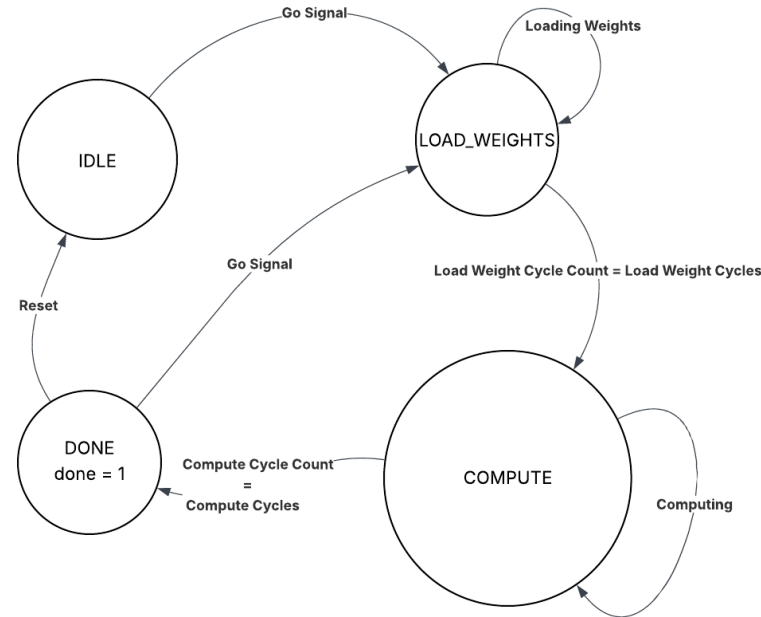 Go Signal
Loading Weights
IDLE
LOAD_WEIGHTS
Go Signal
Load Weight Cycle Count = Load Weight Cycles
Reset
DONE
done = 1
Compute Cycle Count
=
Compute Cycles
COMPUTE
Computing